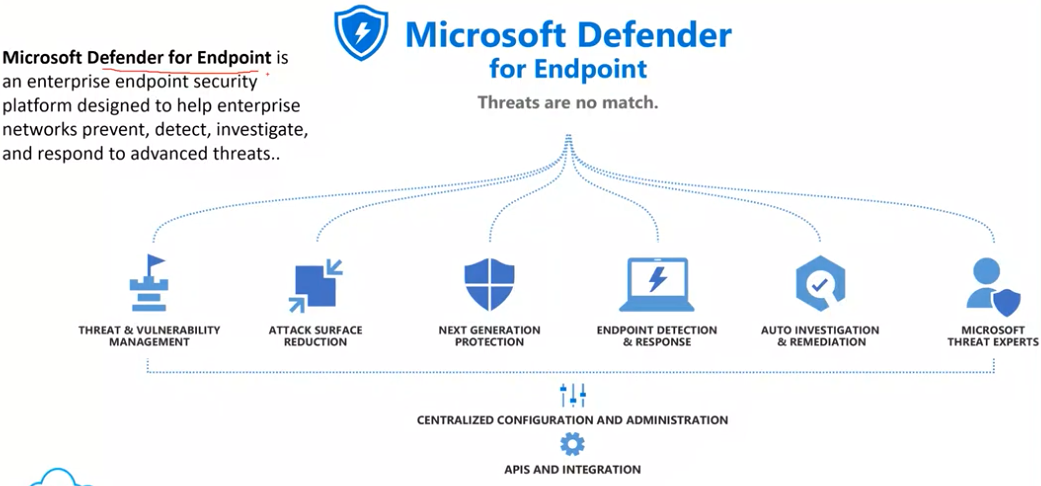 Microsoft Defender for Endpoint is
an enterprise endpoint security
platform designed to help enterprise
networks prevent, detect, investigate,
and respond to advanced threats..
Microsoft Defender
for Endpoint
Threats are no match.
THREAT & VULNERABILITY
MANAGEMENT
ATTACK SURFACE
REDUCTION
NEXT GENERATION
PROTECTION
ENDPOINT DETECTION
& RESPONSE
AUTO INVESTIGATION
& REMEDIATION
MICROSOFT
THREAT EXPERTS
CENTRALIZED CONFIGURATION AND ADMINISTRATION
APIS AND INTEGRATION